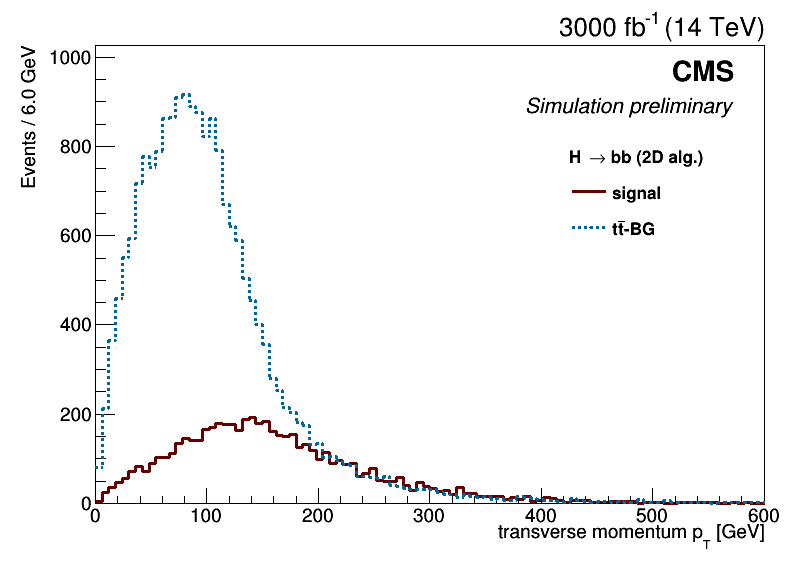 3000 fb⁻¹ (14 TeV)
Events / 6.0 GeV
CMS
Simulation preliminary
H → bb (2D alg.)
signal
tt̄-BG
1000
800
600
400
200
0
0 100 200 300 400 500 600
transverse momentum p_T [GeV]